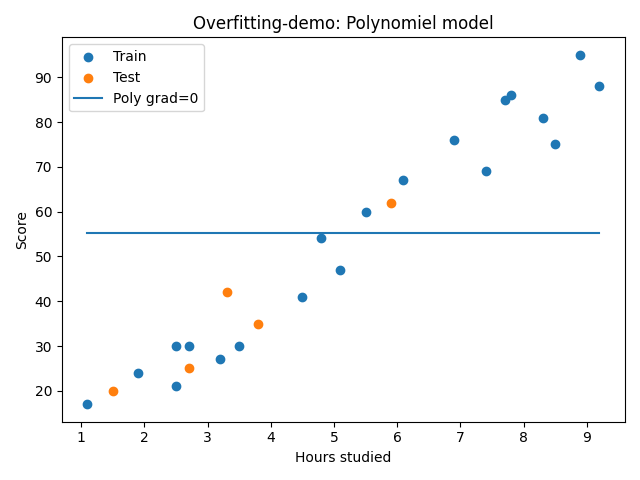 Overfitting-demo: Polynomiel model
Train
Test
Poly grad=0
90
80
70
60
50
40
30
20
Score
1 2 3 4 5 6 7 8 9
Hours studied